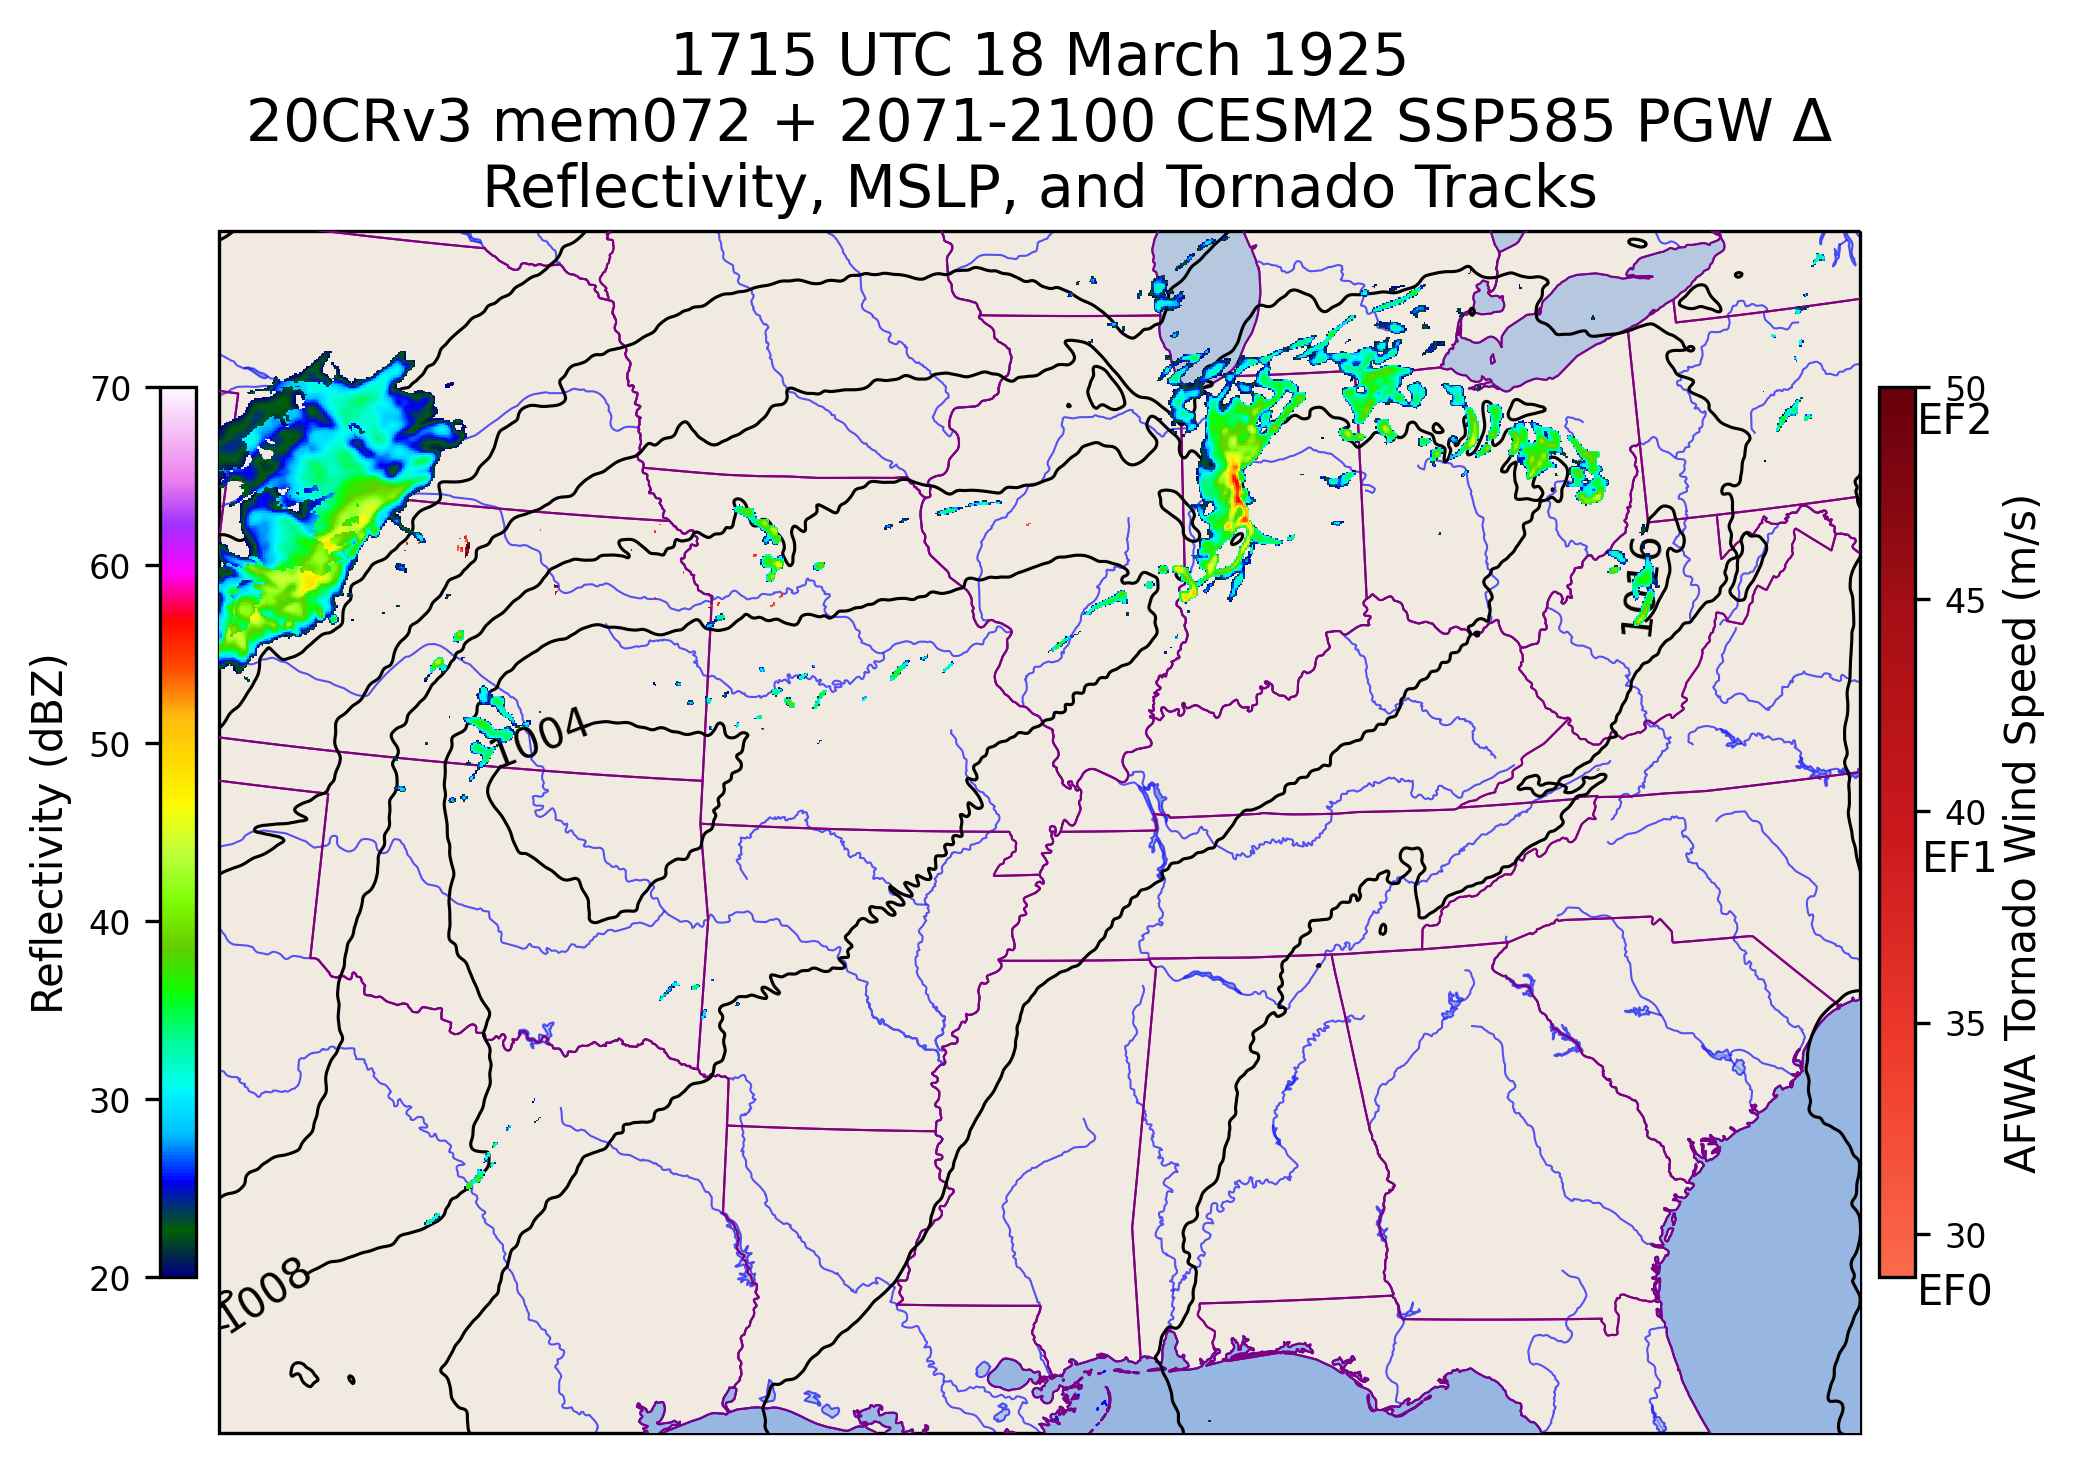 1715 UTC 18 March 1925
20CRv3 mem072 + 2071-2100 CESM2 SSP585 PGW Δ
Reflectivity, MSLP, and Tornado Tracks
70
60
50
40
30
20
Reflectivity (dBZ)
1004
1008
1016
50
EF2
45
40
EF1
35
30
EF0
AFWA Tornado Wind Speed (m/s)